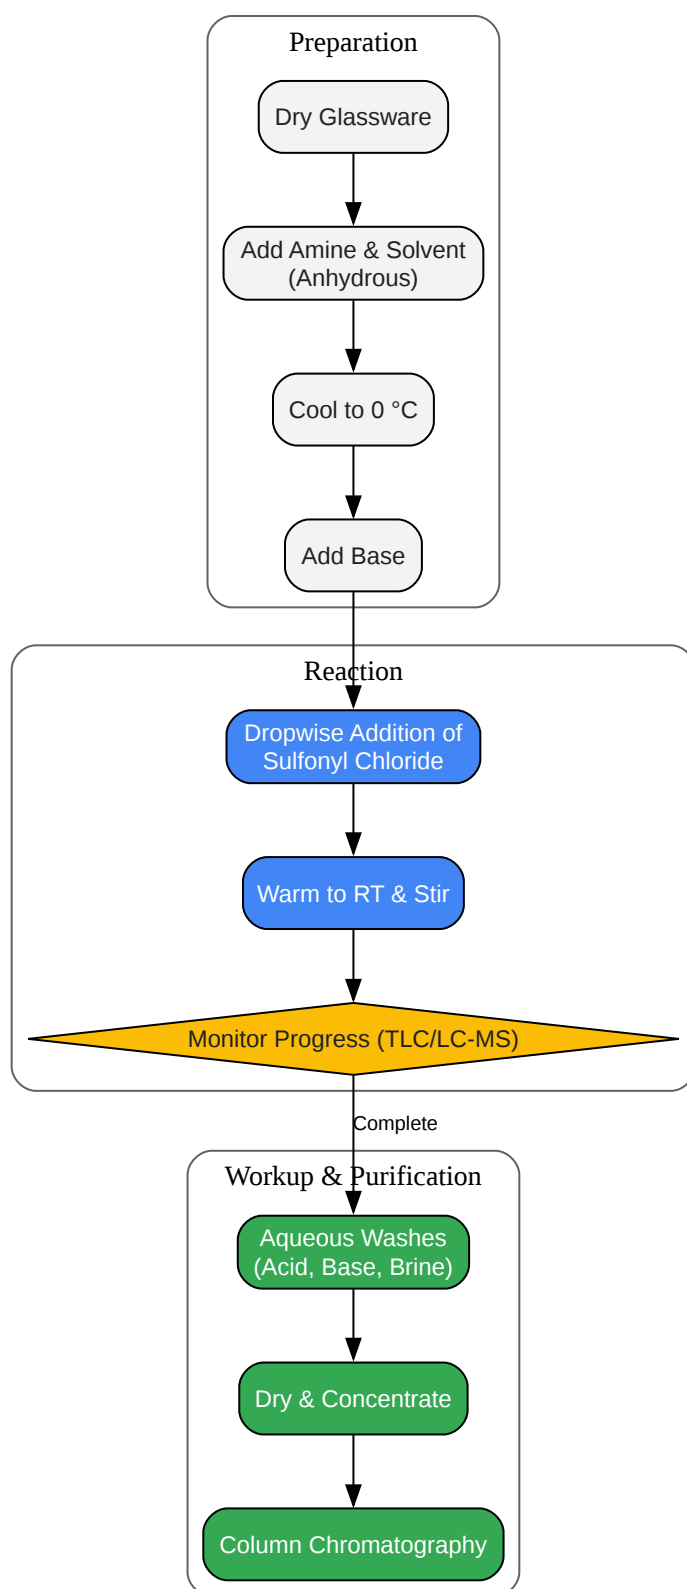 Preparation
Dry Glassware
Add Amine & Solvent
(Anhydrous)
Cool to 0 °C
Add Base
Reaction
Dropwise Addition of
Sulfonyl Chloride
Warm to RT & Stir
Monitor Progress (TLC/LC-MS)
Complete
Workup & Purification
Aqueous Washes
(Acid, Base, Brine)
Dry & Concentrate
Column Chromatography